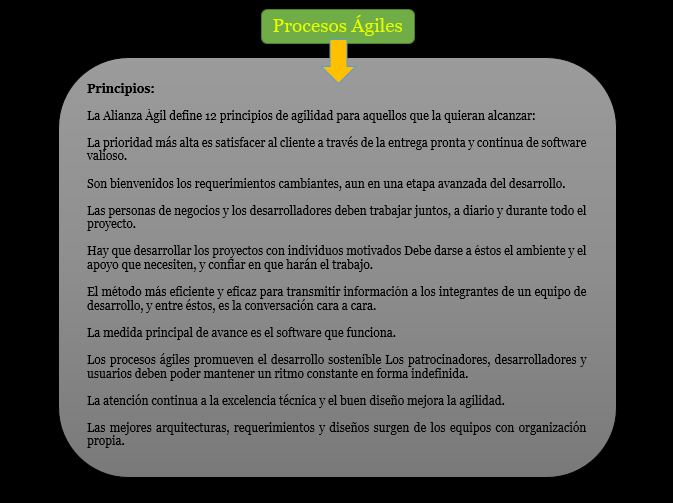 Procesos Ágiles
Principios:
La Alianza Ágil define 12 principios de agilidad para aquellos que la quieran alcanzar:
La prioridad más alta es satisfacer al cliente a través de la entrega pronta y continua de software
valioso.
Son bienvenidos los requerimientos cambiantes, aun en una etapa avanzada del desarrollo.
Las personas de negocios y los desarrolladores deben trabajar juntos, a diario y durante todo el
proyecto.
Hay que desarrollar los proyectos con individuos motivados Debe darse a éstos el ambiente y el
apoyo que necesiten, y confiar en que harán el trabajo.
El método más eficiente y eficaz para transmitir información a los integrantes de un equipo de
desarrollo, y entre éstos, es la conversación cara a cara.
La medida principal de avance es el software que funciona.
Los procesos ágiles promueven el desarrollo sostenible Los patrocinadores, desarrolladores y
usuarios deben poder mantener un ritmo constante en forma indefinida.
La atención continua a la excelencia técnica y el buen diseño mejora la agilidad.
Las mejores arquitecturas, requerimientos y diseños surgen de los equipos con organización
propia.